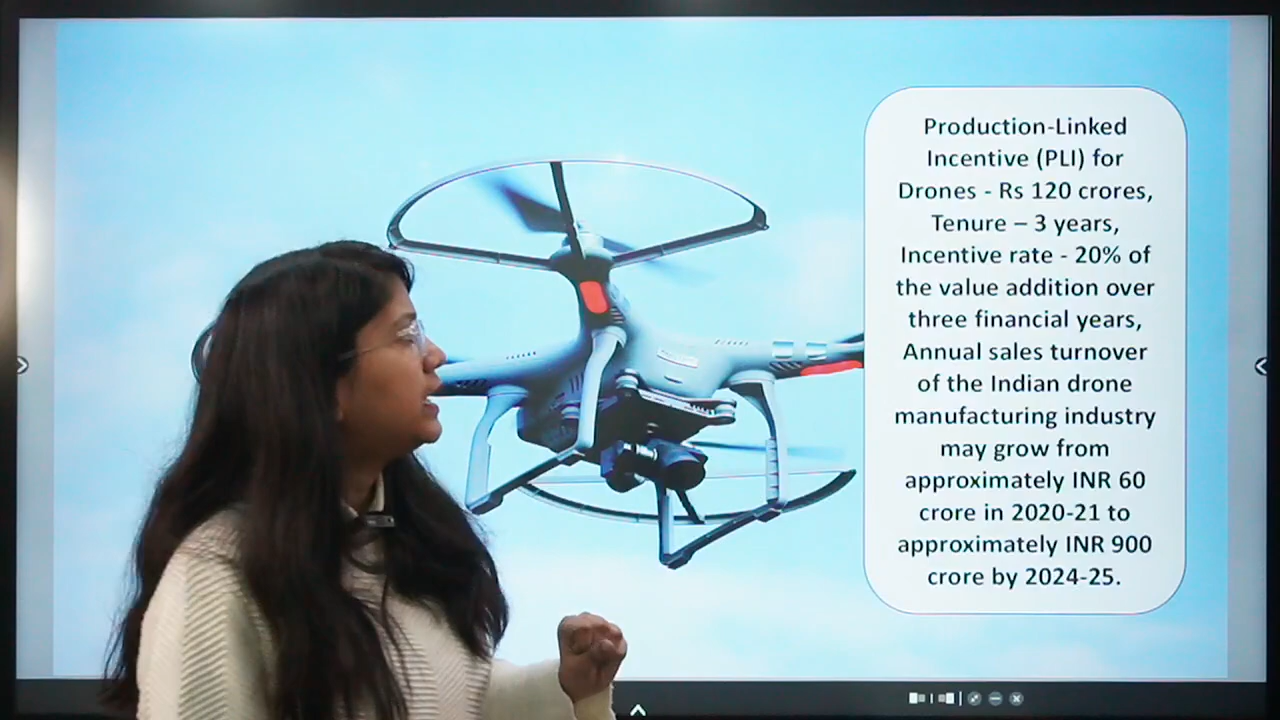 Production-Linked
Incentive (PLI) for
Drones - Rs 120 crores,
Tenure – 3 years,
Incentive rate - 20% of
the value addition over
three financial years,
Annual sales turnover
of the Indian drone
manufacturing industry
may grow from
approximately INR 60
crore in 2020-21 to
approximately INR 900
crore by 2024-25.